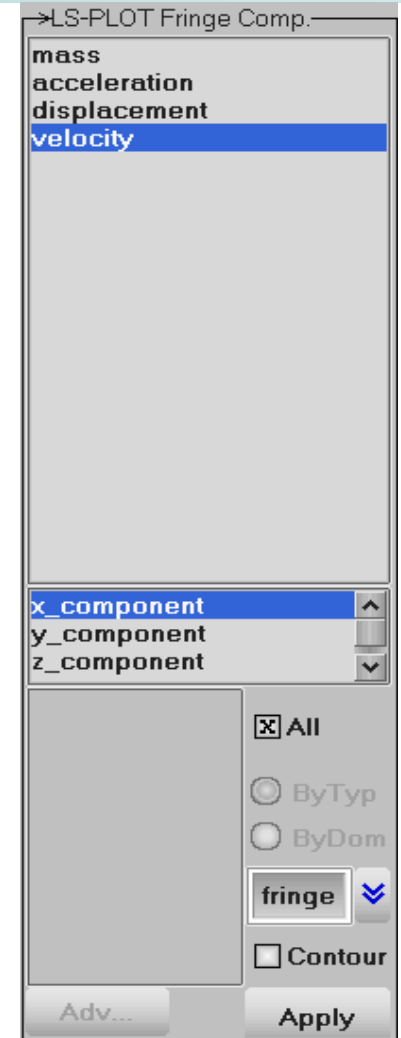 ->LS-PLOT Fringe Comp.
mass
acceleration
displacement
velocity
x_component
y_component
z_component
All
ByTyp
ByDom
fringe
Contour
Adv...
Apply